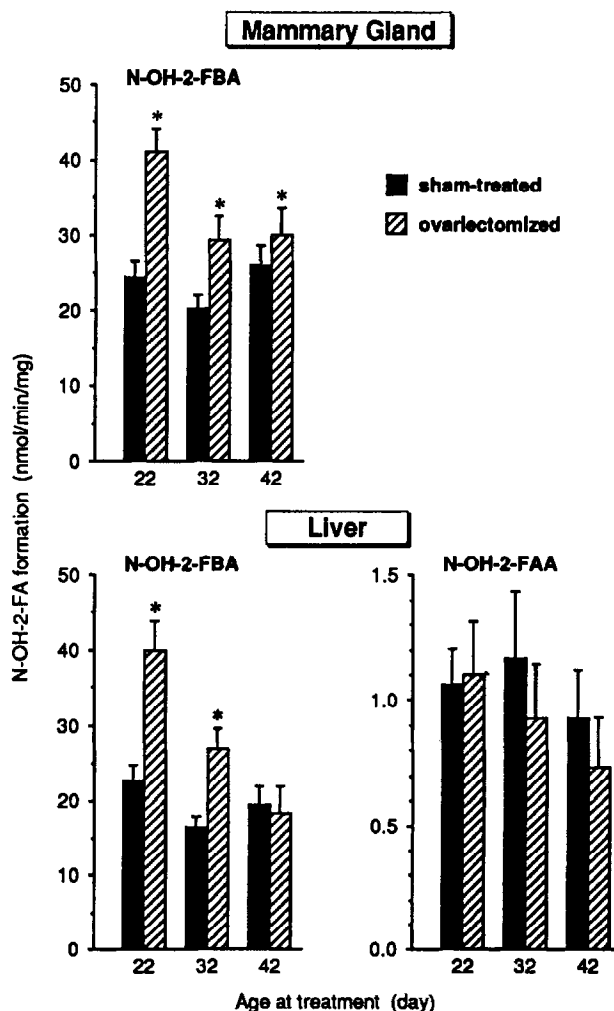 Mammary Gland
N-OH-2-FBA
50
40
30
20
10
0
22 32 42
* * *
sham-treated
ovariectomized
N-OH-2-FA formation (nmol/min/mg)
Liver
N-OH-2-FBA
50
40
30
20
10
0
22 32 42
* *
N-OH-2-FAA
1.5
1.0
0.5
0.0
22 32 42
Age at treatment (day)